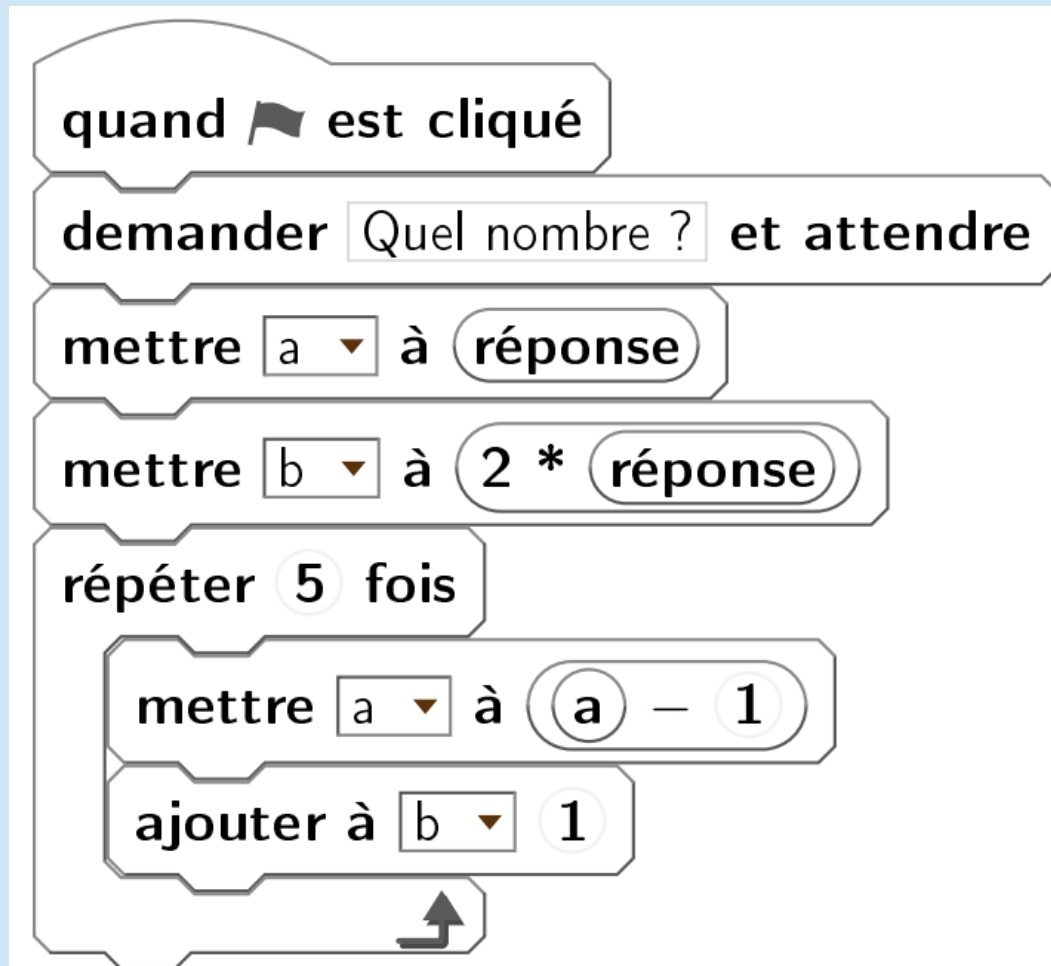 quand est cliqué
demander Quel nombre ? et attendre
mettre a à réponse
mettre b à 2 * réponse
répéter 5 fois
mettre a à a − 1
ajouter à b 1